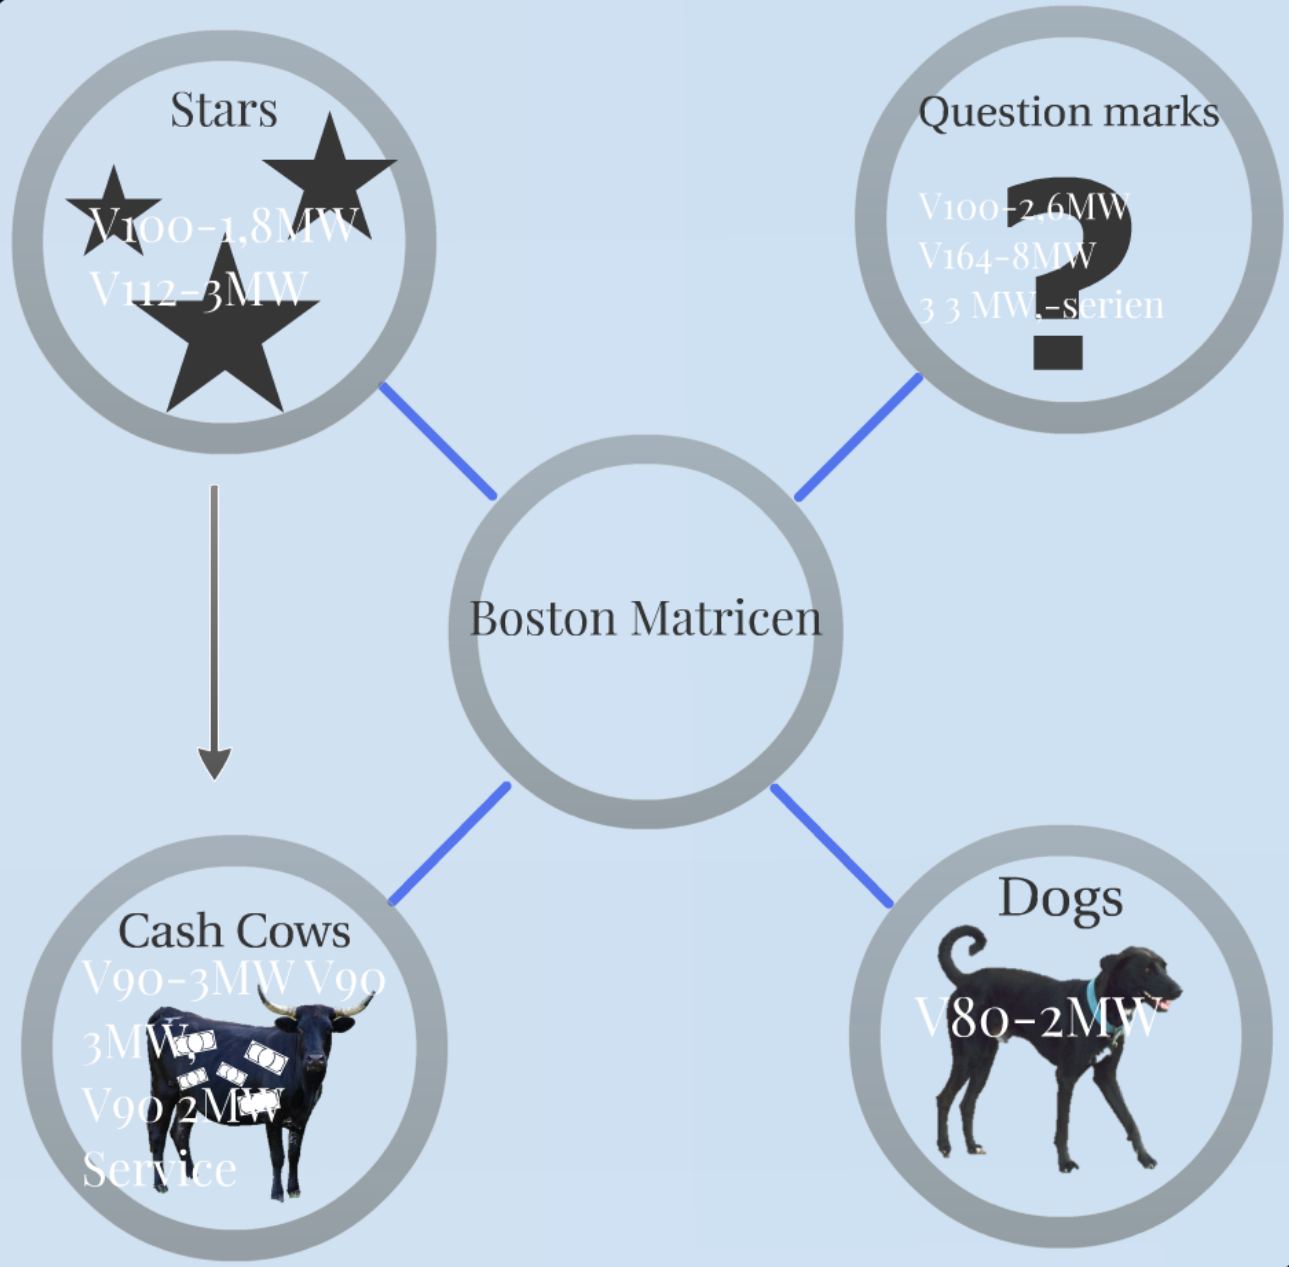 Stars
V100-1,8MW
V112-3MW
Question marks
V100-2,6MW
V164-8MW
3 3 MW,-serien
Boston Matricen
Cash Cows
V90-3MW V90
3MW,
V90 2MW
Service
Dogs
V80-2MW